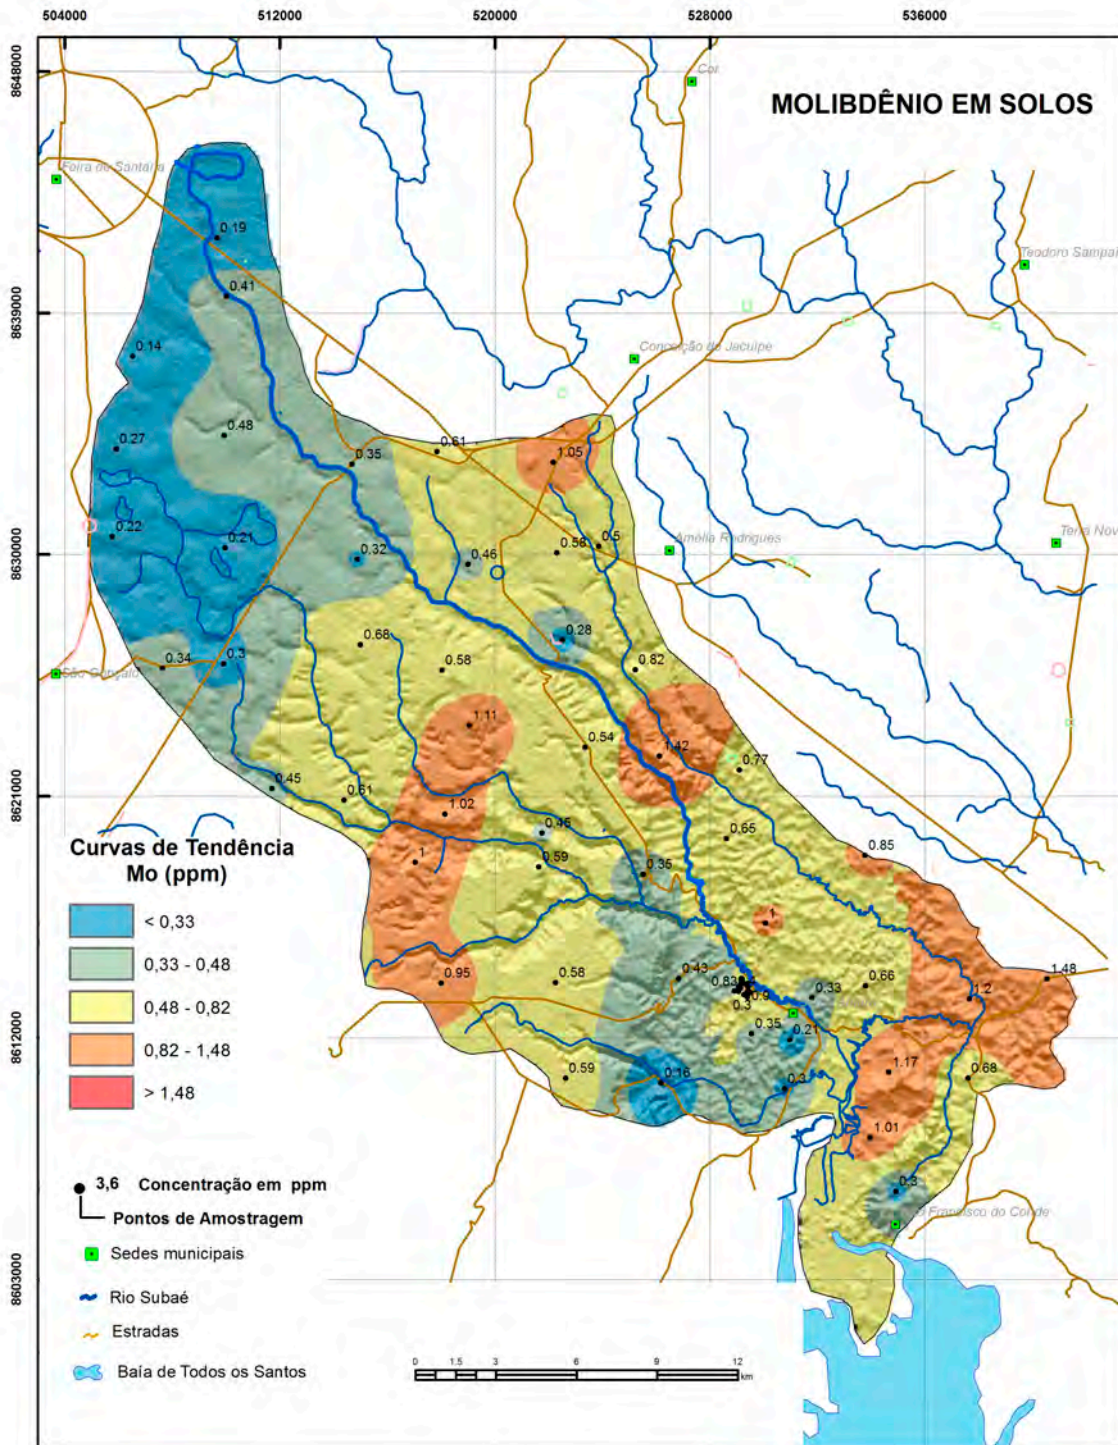 504000 512000 520000 528000 536000
8648000
8639000
8630000
8621000
8612000
8603000
MOLIBDÊNIO EM SOLOS
Feira de Santana
Teodoro Sampai
Conceição do Jacuípe
Amélia Rodrigues
Terra Nov
São Gonçalo
Francisco do Conde
0.19
0.41
0.14
0.48
0.27
0.35
0.61
1.05
0.22
0.21
0.32
0.46
0.58
0.5
0.28
0.34
0.3
0.68
0.58
0.82
1.11
0.54
1.42
0.77
0.45
0.61
1.02
0.46
0.65
1
0.59
0.35
0.85
1
0.95
0.58
0.43
0.83
0.9
0.3
0.33
0.66
1.2
1.48
0.35
0.21
0.59
0.16
0.3
1.17
0.68
1.01
0.3
Curvas de Tendência
Mo (ppm)
< 0,33
0,33 - 0,48
0,48 - 0,82
0,82 - 1,48
> 1,48
3,6 Concentração em ppm
Pontos de Amostragem
Sedes municipais
Rio Subaé
Estradas
Baía de Todos os Santos
0 1.5 3 6 9 12
km